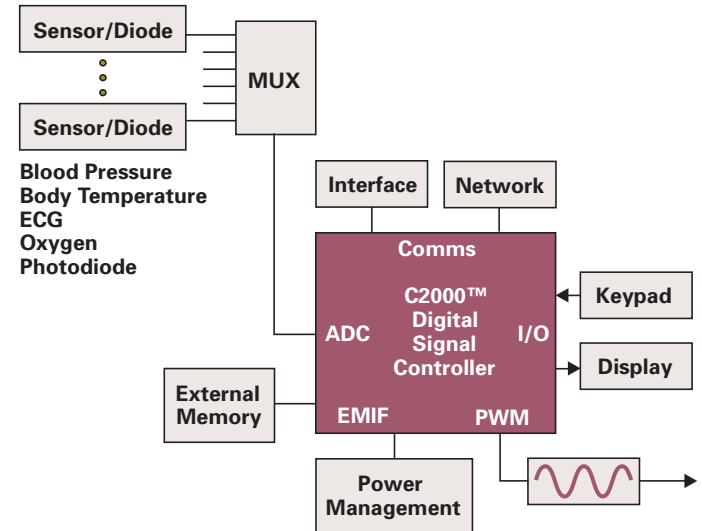 Sensor/Diode
MUX
Sensor/Diode
Blood Pressure
Body Temperature
ECG
Oxygen
Photodiode
Interface
Network
Comms
C2000™
Digital
Signal
Controller
ADC
I/O
Keypad
Display
External
Memory
EMIF
PWM
Power
Management